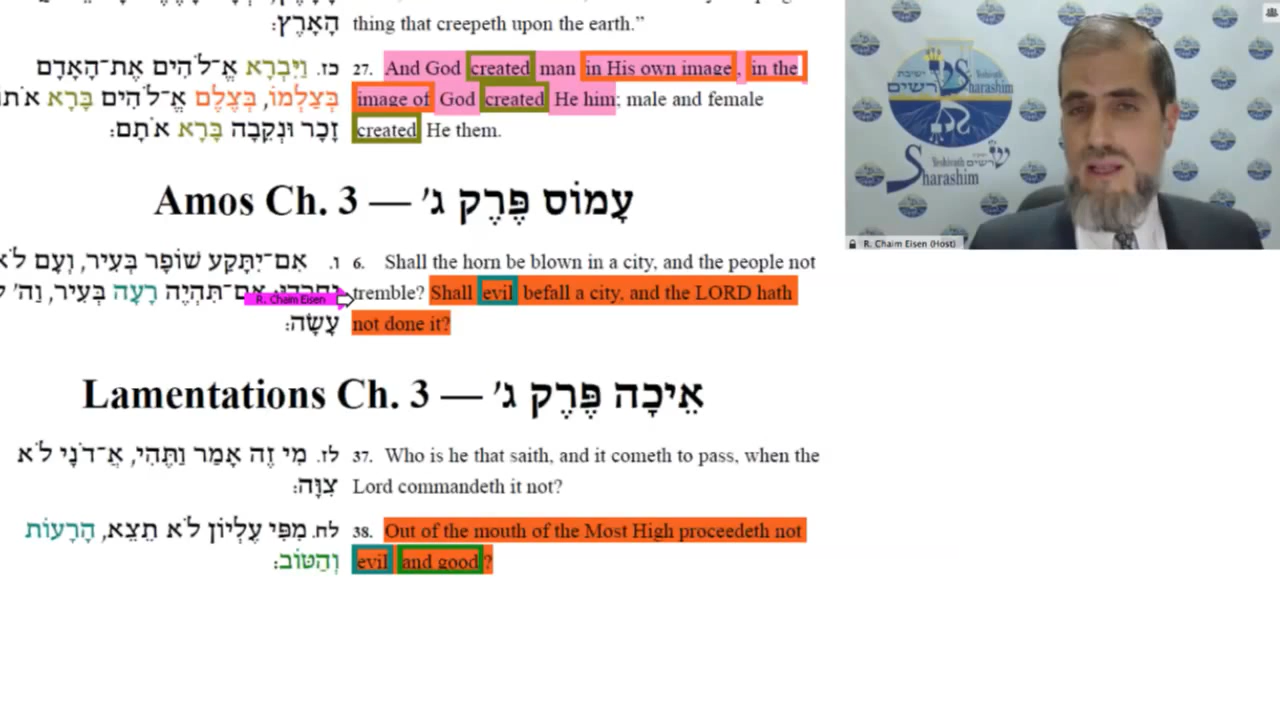 thing that creepeth upon the earth.”
הָאָרֶץ:
27. And God created man in His own image, in the
כז. וַיִּבְרָא אֱ־לֹהִים אֶת־הָאָדָם
image of God created He him; male and female
בְּצַלְמוֹ, בְּצֶלֶם אֱ־לֹהִים בָּרָא
created He them.
זָכָר וּנְקֵבָה בָּרָא אֹתָם:
Amos Ch. 3 — עָמוֹס פֶּרֶק ג׳
6. Shall the horn be blown in a city, and the people not
ו. אִם־יִתָּקַע שׁוֹפָר בְּעִיר, וְעָם
tremble? Shall evil befall a city, and the LORD hath
רָעָה בְּעִיר, וַה׳
R. Chaim Eisen
not done it?
עָשָׂה:
Lamentations Ch. 3 — אֵיכָה פֶּרֶק ג׳
37. Who is he that saith, and it cometh to pass, when the
לז. מִי זֶה אָמַר וַתֶּהִי, אֲ־דֹנָי לֹא
Lord commandeth it not?
צִוָּה:
38. Out of the mouth of the Most High proceedeth not
לח. מִפִּי עֶלְיוֹן לֹא תֵצֵא, הָרָעוֹת
evil and good?
וְהַטּוֹב:
Yeshivath
Sharashim
ישיבת
שרשים
Yeshivath
Sharashim
R. Chaim Eisen (Host)